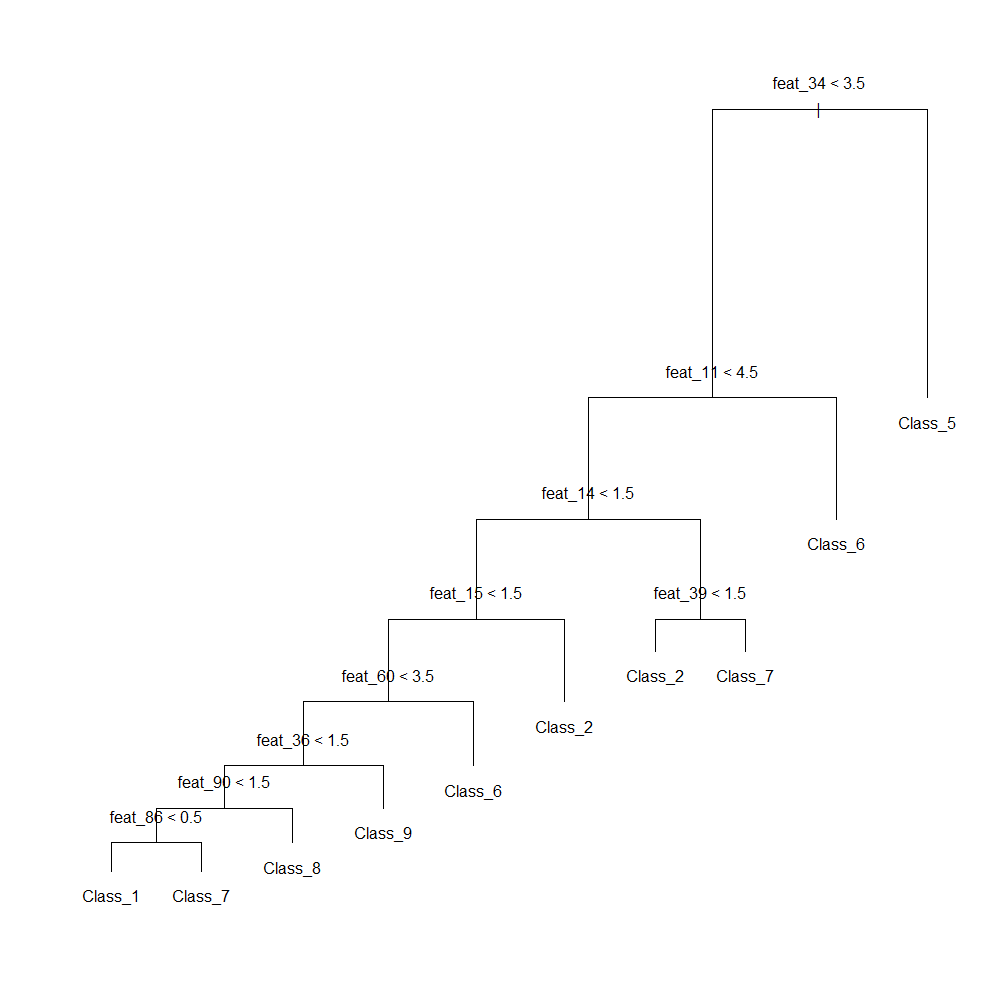 feat_34 < 3.5
feat_11 < 4.5
Class_5
feat_14 < 1.5
Class_6
feat_15 < 1.5
feat_39 < 1.5
feat_60 < 3.5
Class_2
Class_7
Class_2
feat_36 < 1.5
feat_90 < 1.5
Class_6
feat_86 < 0.5
Class_9
Class_8
Class_1
Class_7